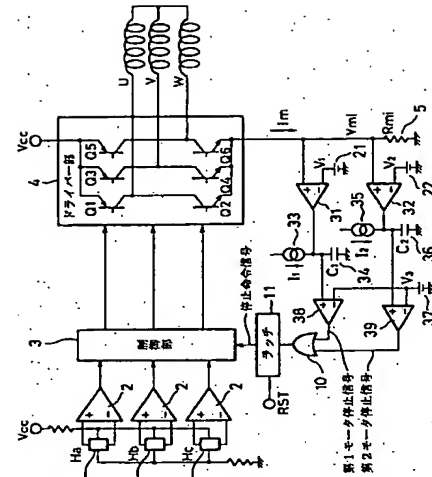 Vcc
4
ドライバー部
Q1
Q3
Q5
Q2
Q4
Q6
U
V
W
Im
Vml
Rmi
5
3
制御部
停止命令信号
ラッチ
11
RST
10
第1モータ停止信号
第2モータ停止信号
Vcc
Ha
Hb
Hc
2
2
2
31
32
33
34
35
36
37
38
39
21
22
V₁
V₂
V₃
I₁
I₂
C₁
C₂